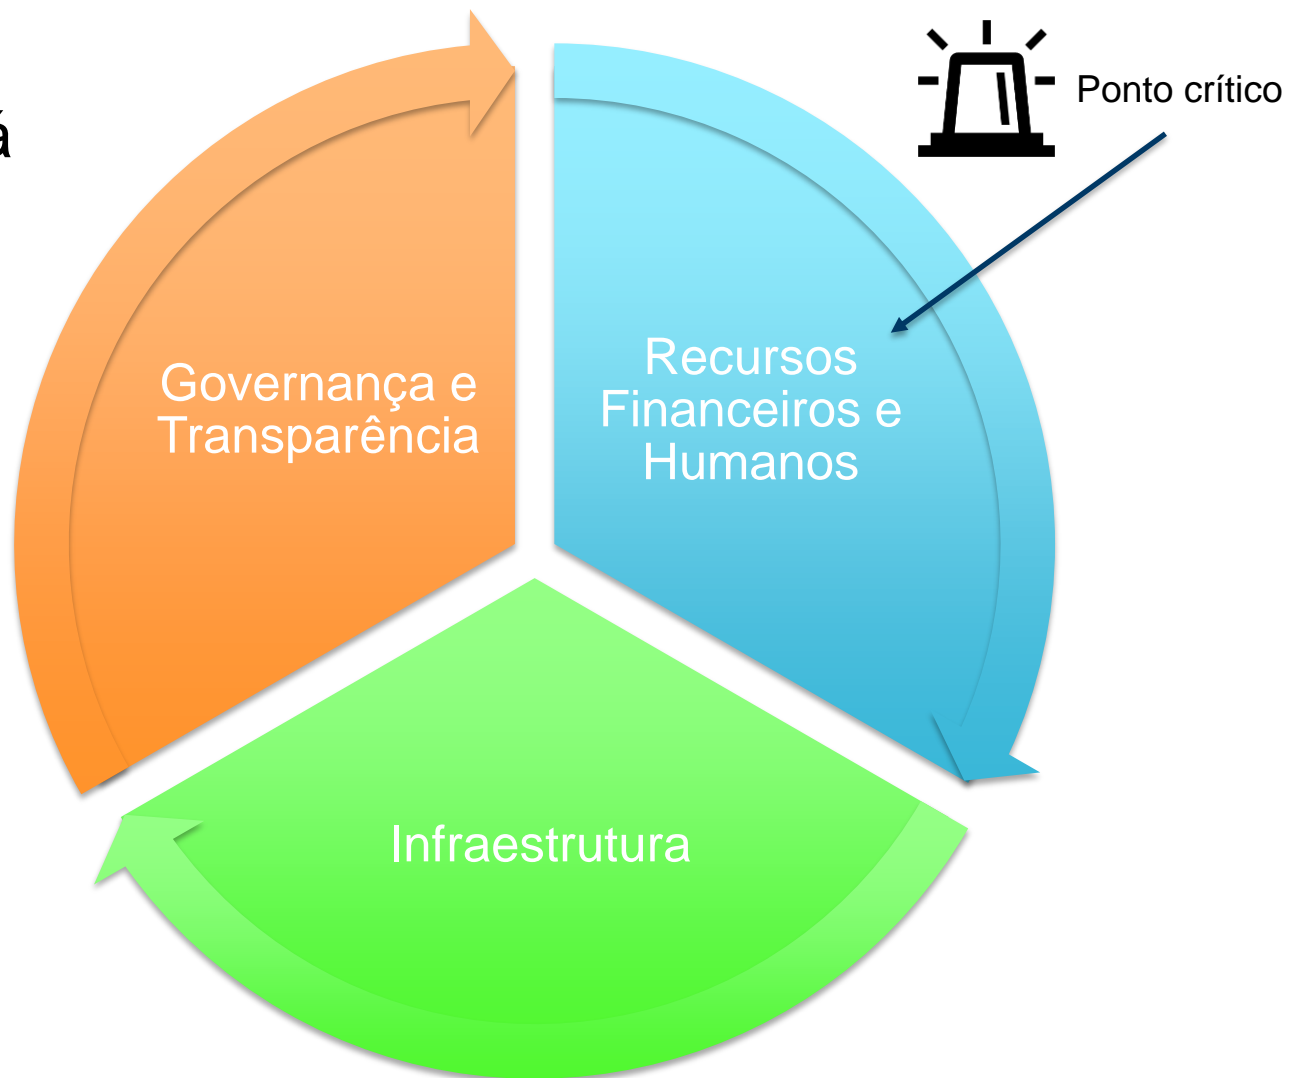 á
Ponto crítico
Governança e
Transparência
Recursos
Financeiros e
Humanos
Infraestrutura